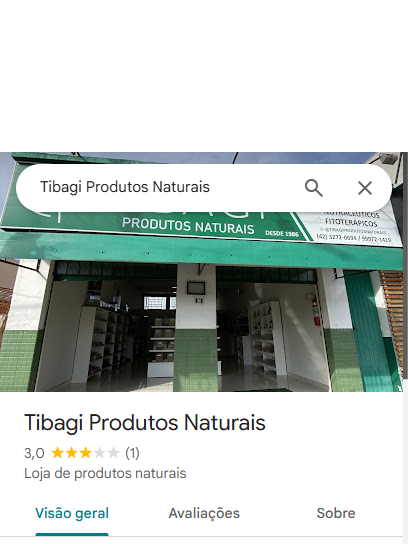 Tibagi Produtos Naturais
PRODUTOS NATURAIS
DESDE 1986
NUTRACÊUTICOS
FITOTERÁPICOS
@TIBAGIPRODUTOSNATURAIS
(42) 3273-0694 / 99972-1419
Tibagi Produtos Naturais
3,0 (1)
Loja de produtos naturais
Visão geral Avaliações Sobre